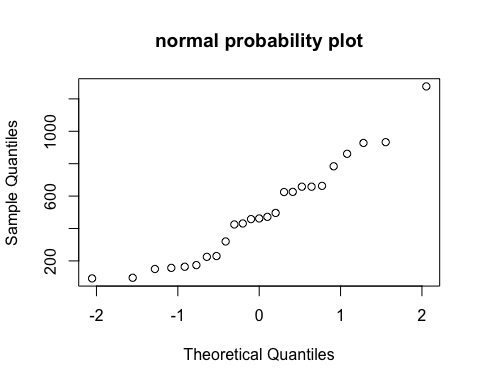 normal probability plot
Sample Quantiles
200
600
1000
-2 -1 0 1 2
Theoretical Quantiles